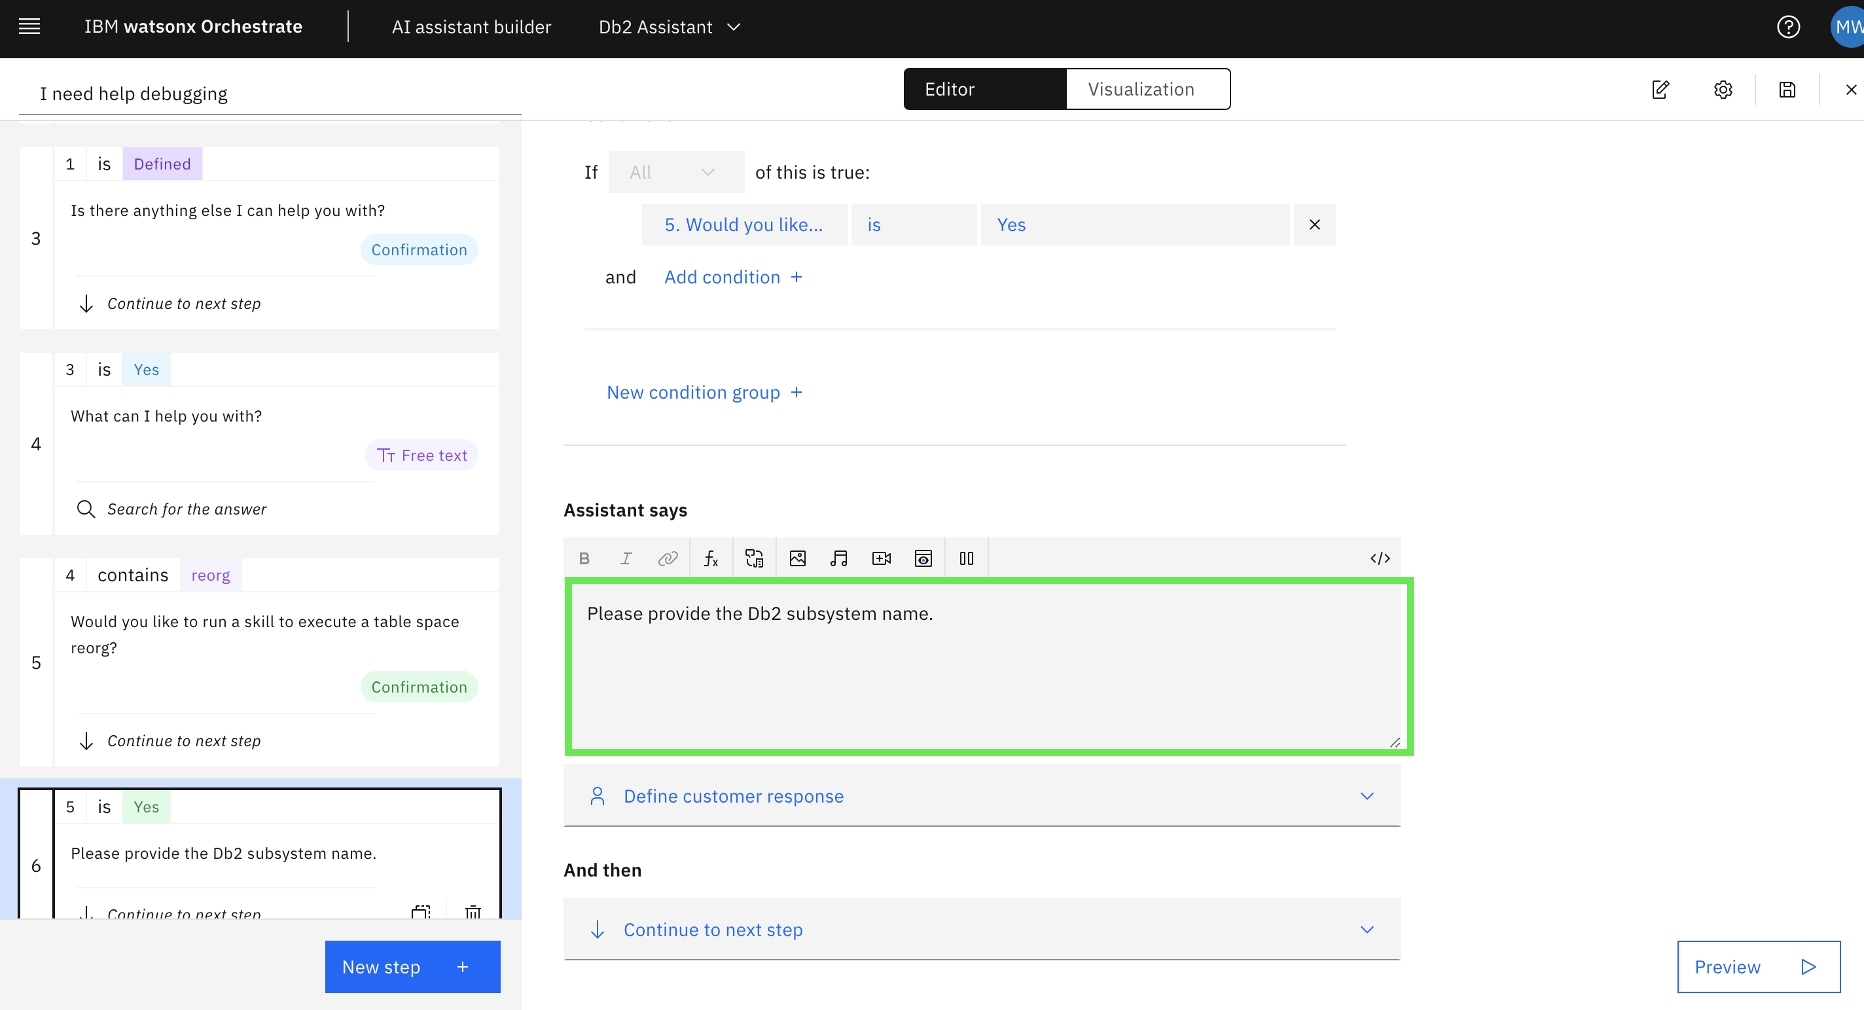 IBM watsonx Orchestrate
AI assistant builder
Db2 Assistant
MW
I need help debugging
Editor
Visualization
1 is Defined
3
Is there anything else I can help you with?
Confirmation
Continue to next step
3 is Yes
4
What can I help you with?
Free text
Search for the answer
4 contains reorg
5
Would you like to run a skill to execute a table space
reorg?
Confirmation
Continue to next step
5 is Yes
6
Please provide the Db2 subsystem name.
Continue to next step
New step +
If All of this is true:
5. Would you like... is Yes
and Add condition +
New condition group +
Assistant says
B I
Please provide the Db2 subsystem name.
Define customer response
And then
Continue to next step
Preview